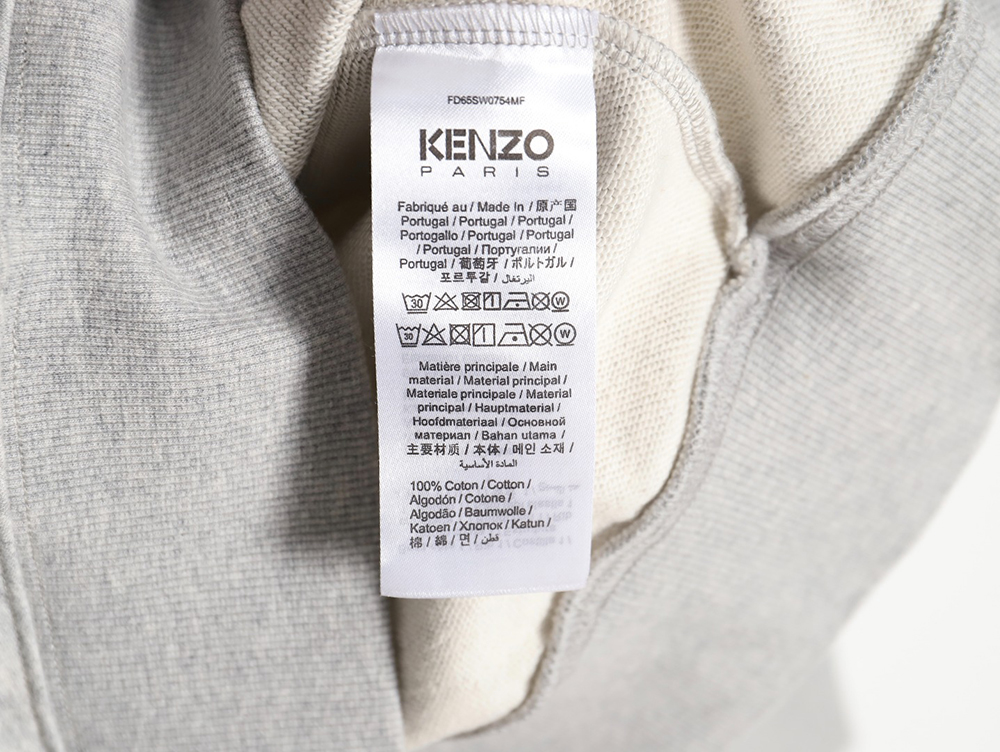 FD65SW0754MF
KENZO
PARIS
Fabriqué au / Made in / 原产国
Portugal / Portugal / Portugal /
Portogallo / Portugal / Portugal
/ Portugal / Португалии /
Portugal / 葡萄牙 / ポルトガル /
포르투갈 / البرتغال
30 W
30 W
Matière principale / Main
material / Material principal /
Materiale principale / Material
principal / Hauptmaterial /
Hoofdmateriaal / Основной
материал / Bahan utama /
主要材质 / 本体 / 메인 소재 /
المادة الأساسية
100% Coton / Cotton /
Algodón / Cotone /
Algodão / Baumwolle /
Katoen / Хлопок / Katun /
棉 / 綿 / 면 / قطن